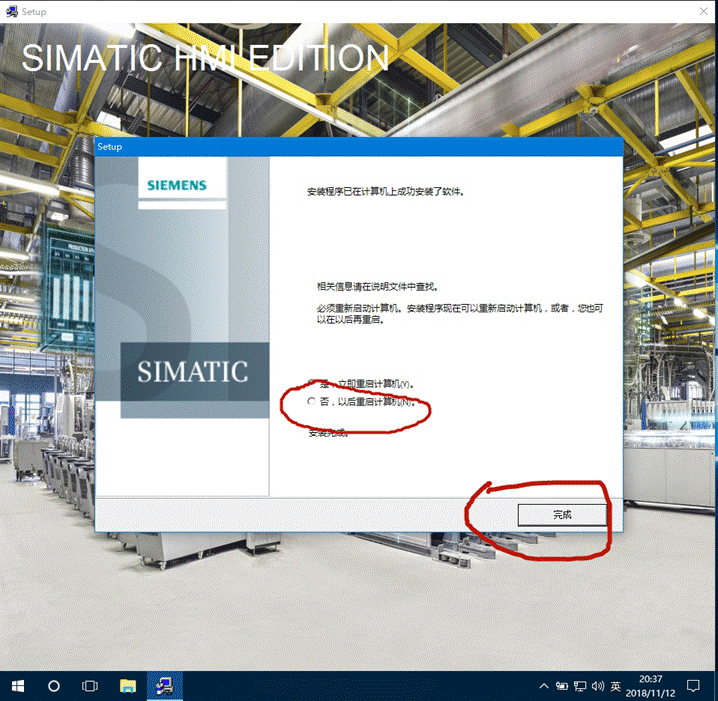 Setup
SIMATIC HMI EDITION
Setup
SIEMENS
安装程序已在计算机上成功安装了软件。
相关信息请在说明文件中查找。
必须重新启动计算机。安装程序现在可以重新启动计算机，或者，您也可
以在以后再重启。
SIMATIC
是，立即重启计算机(Y)。
否，以后重启计算机(N)。
安装完成。
完成
英
20:37
2018/11/12